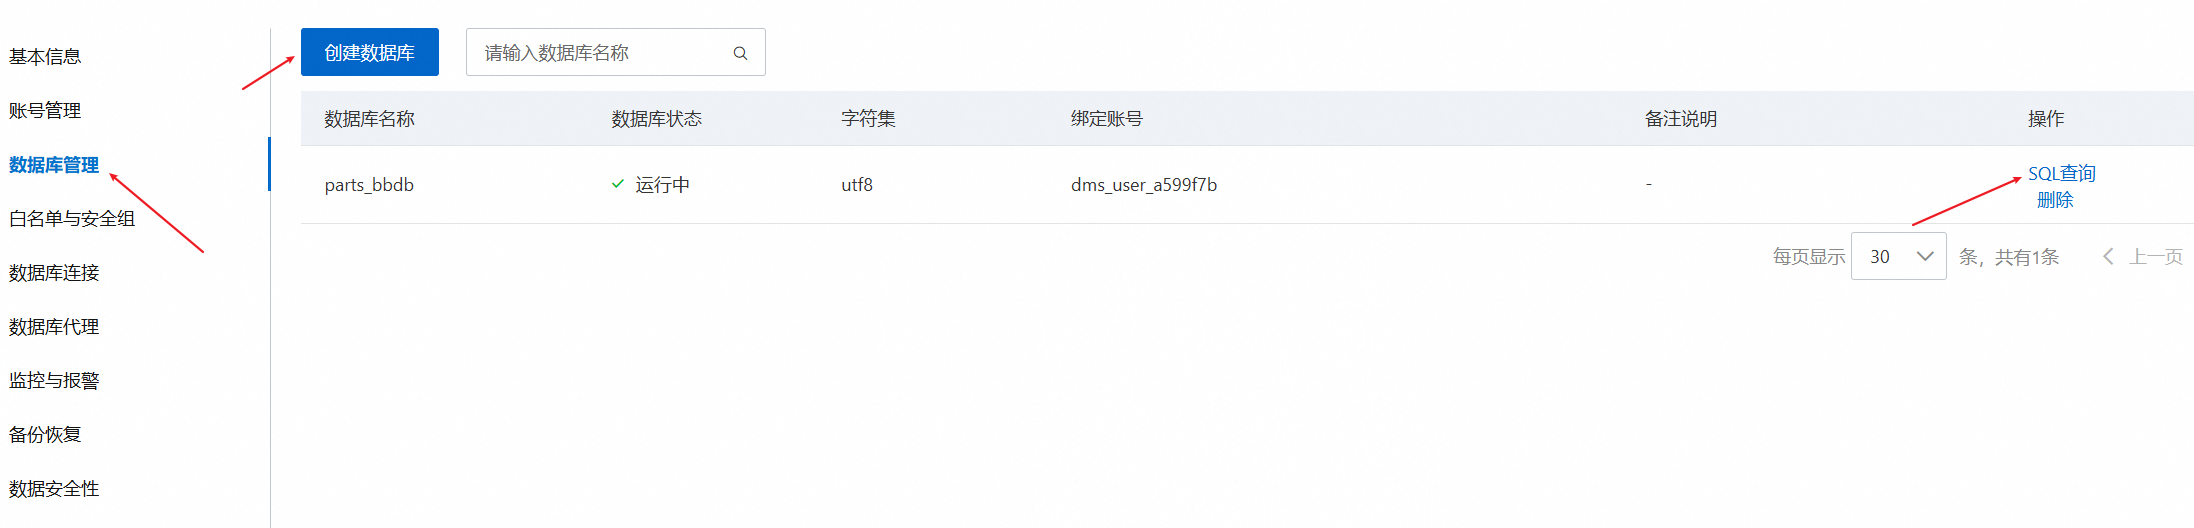 基本信息
账号管理
数据库管理
白名单与安全组
数据库连接
数据库代理
监控与报警
备份恢复
数据安全性
创建数据库
请输入数据库名称
数据库名称 数据库状态 字符集 绑定账号 备注说明 操作
parts_bbdb 运行中 utf8 dms_user_a599f7b - SQL查询
删除
每页显示 30 条，共有1条 上一页